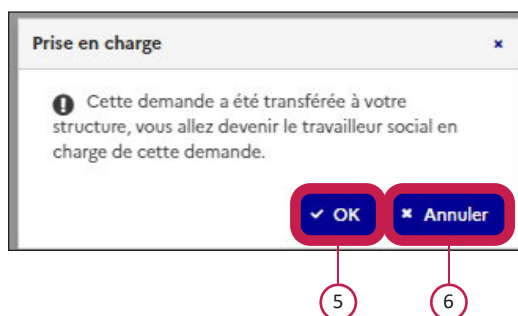 Prise en charge
Cette demande a été transférée à votre
structure, vous allez devenir le travailleur social en
charge de cette demande.
OK
Annuler
5
6